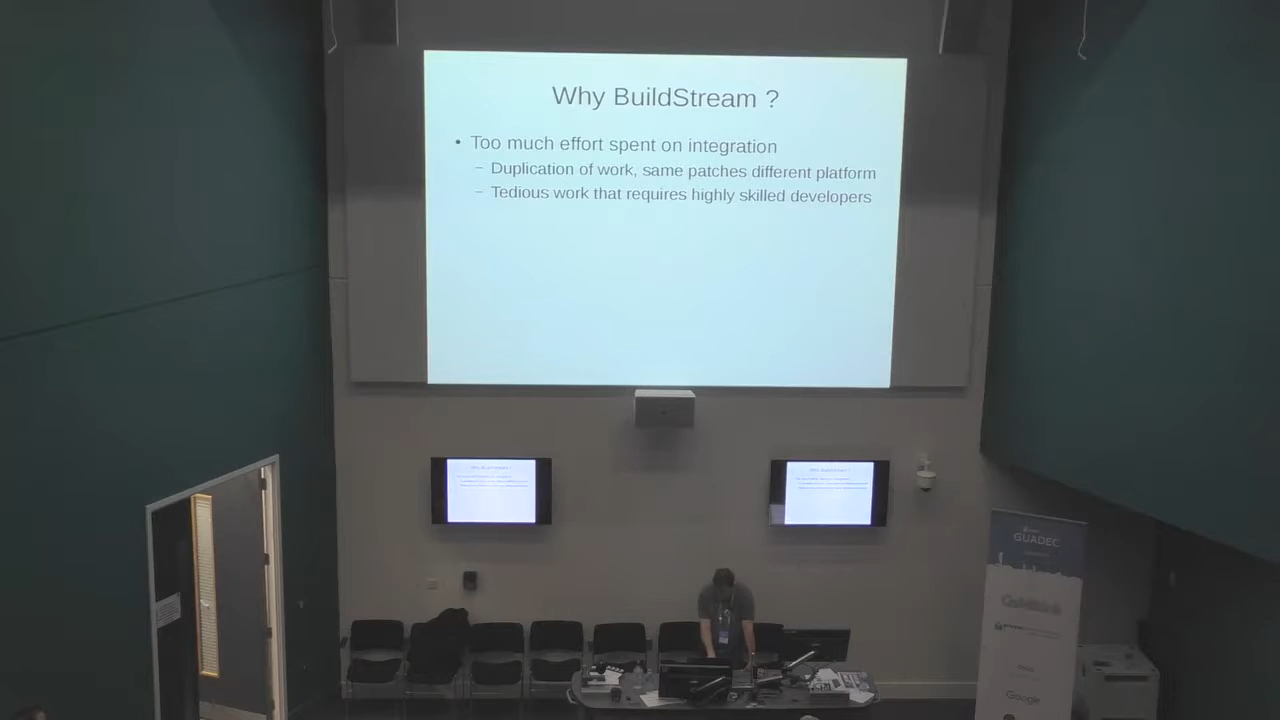 Why BuildStream ?
• Too much effort spent on integration
– Duplication of work, same patches different platform
– Tedious work that requires highly skilled developers
GUADEC
Google